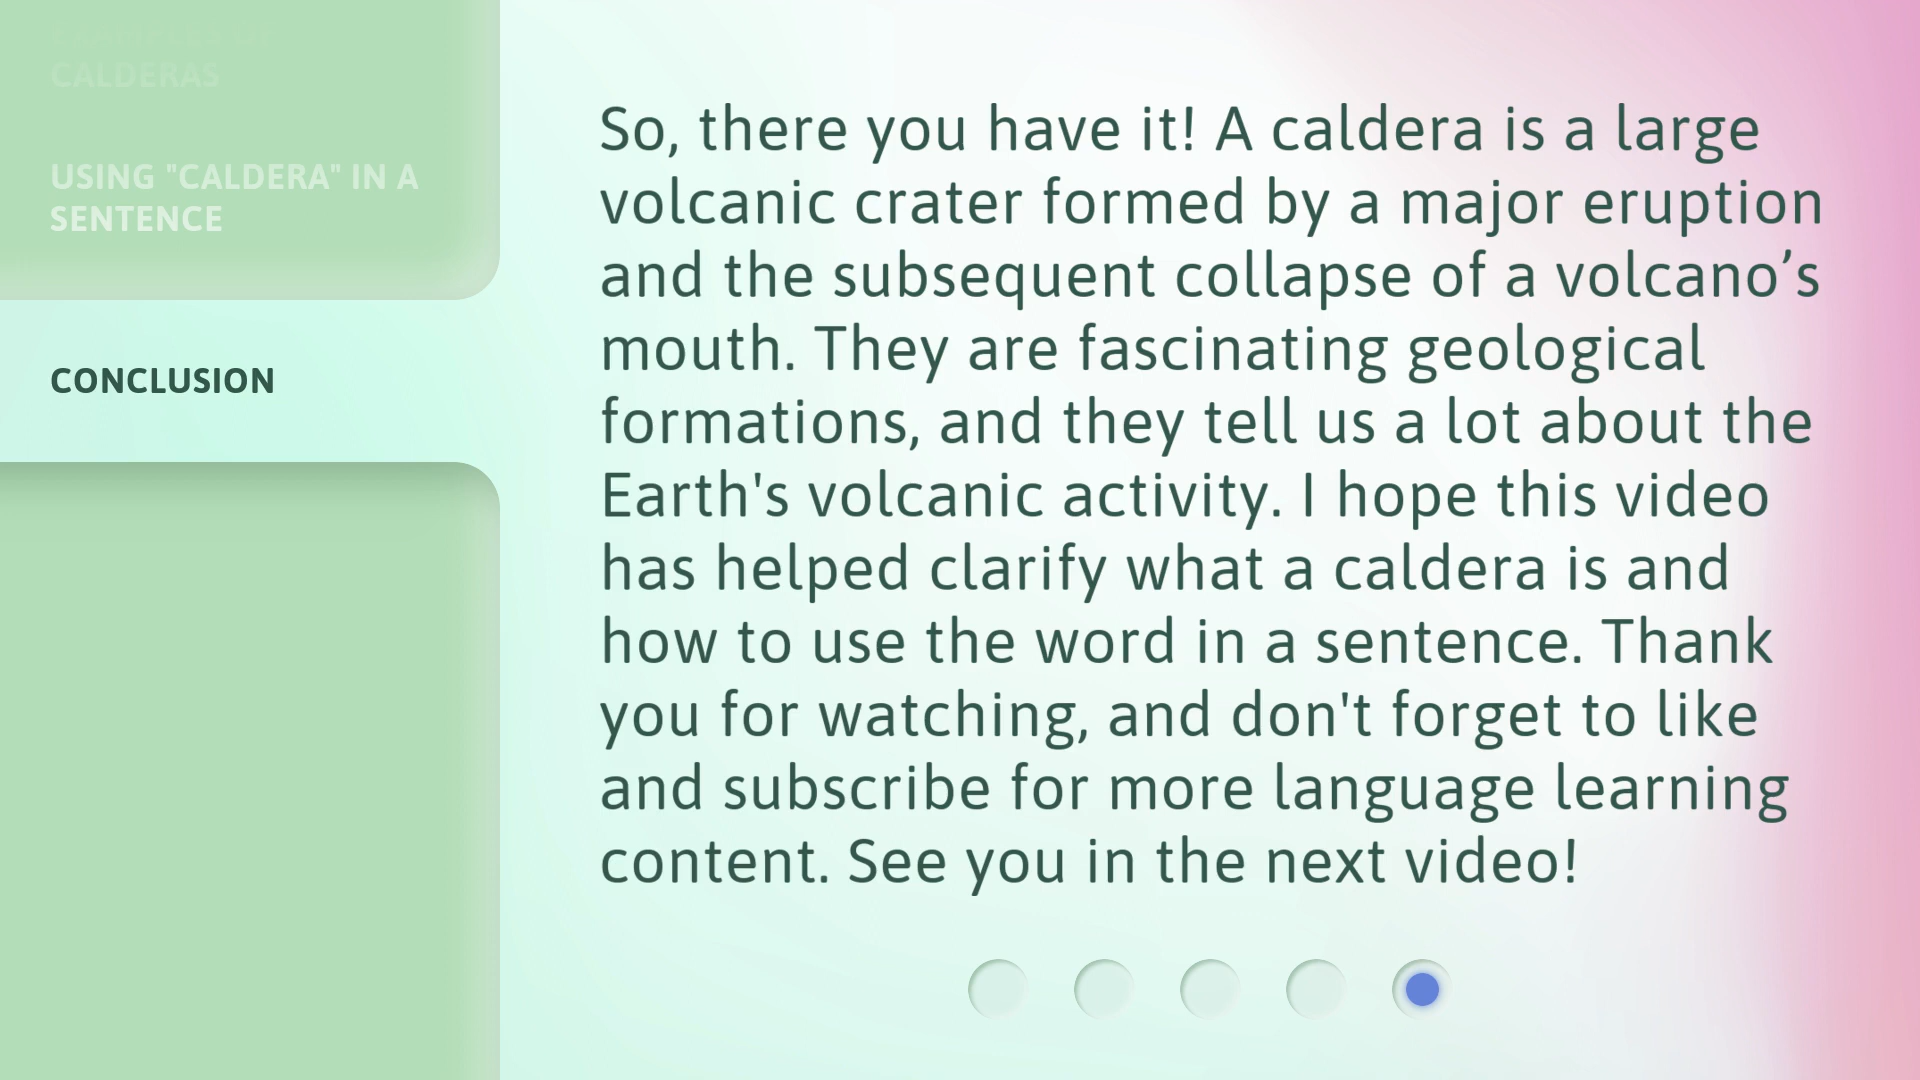 EXAMPLES OF
CALDERAS
USING "CALDERA" IN A
SENTENCE
CONCLUSION
So, there you have it! A caldera is a large
volcanic crater formed by a major eruption
and the subsequent collapse of a volcano’s
mouth. They are fascinating geological
formations, and they tell us a lot about the
Earth's volcanic activity. I hope this video
has helped clarify what a caldera is and
how to use the word in a sentence. Thank
you for watching, and don't forget to like
and subscribe for more language learning
content. See you in the next video!